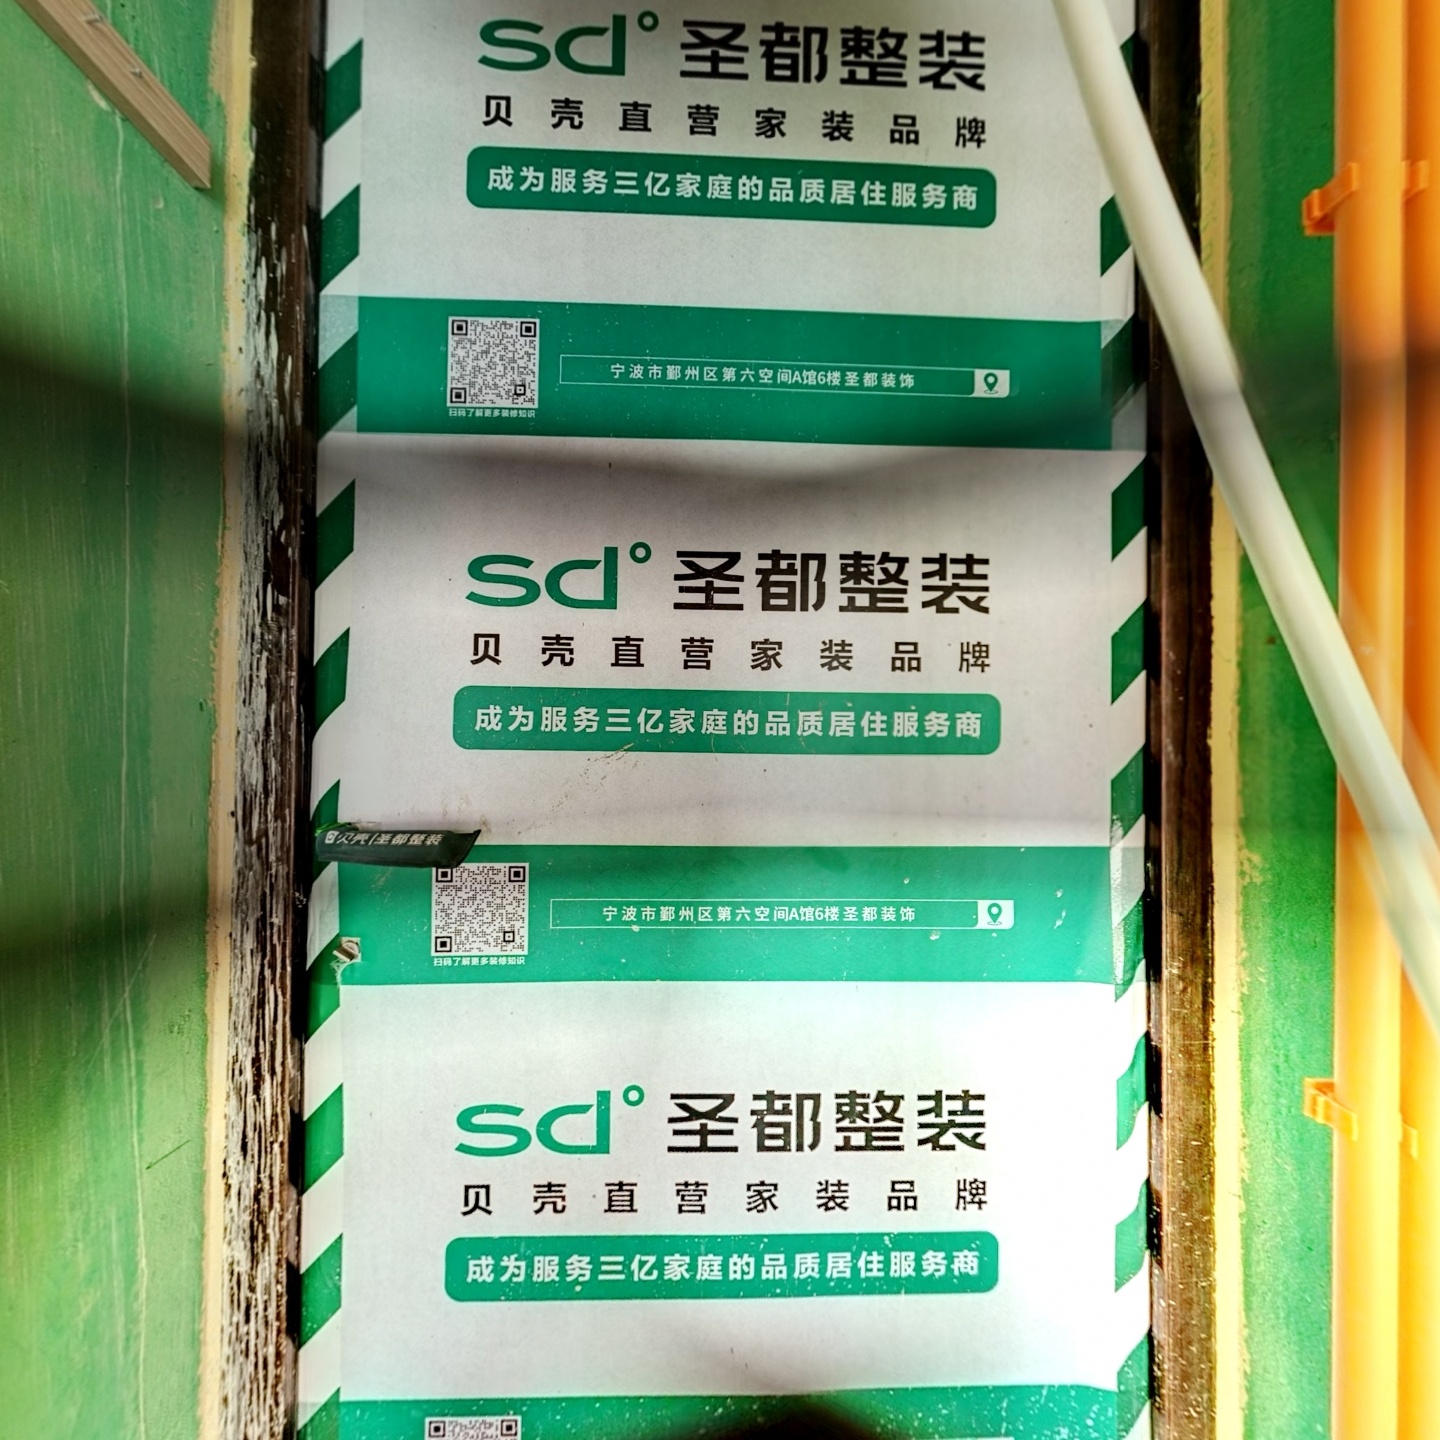 sd° 圣都整装
贝壳直营家装品牌
成为服务三亿家庭的品质居住服务商
扫码了解更多装修知识
宁波市鄞州区第六空间A馆6楼圣都装饰
sd° 圣都整装
贝壳直营家装品牌
成为服务三亿家庭的品质居住服务商
贝壳|圣都整装
扫码了解更多装修知识
宁波市鄞州区第六空间A馆6楼圣都装饰
sd° 圣都整装
贝壳直营家装品牌
成为服务三亿家庭的品质居住服务商